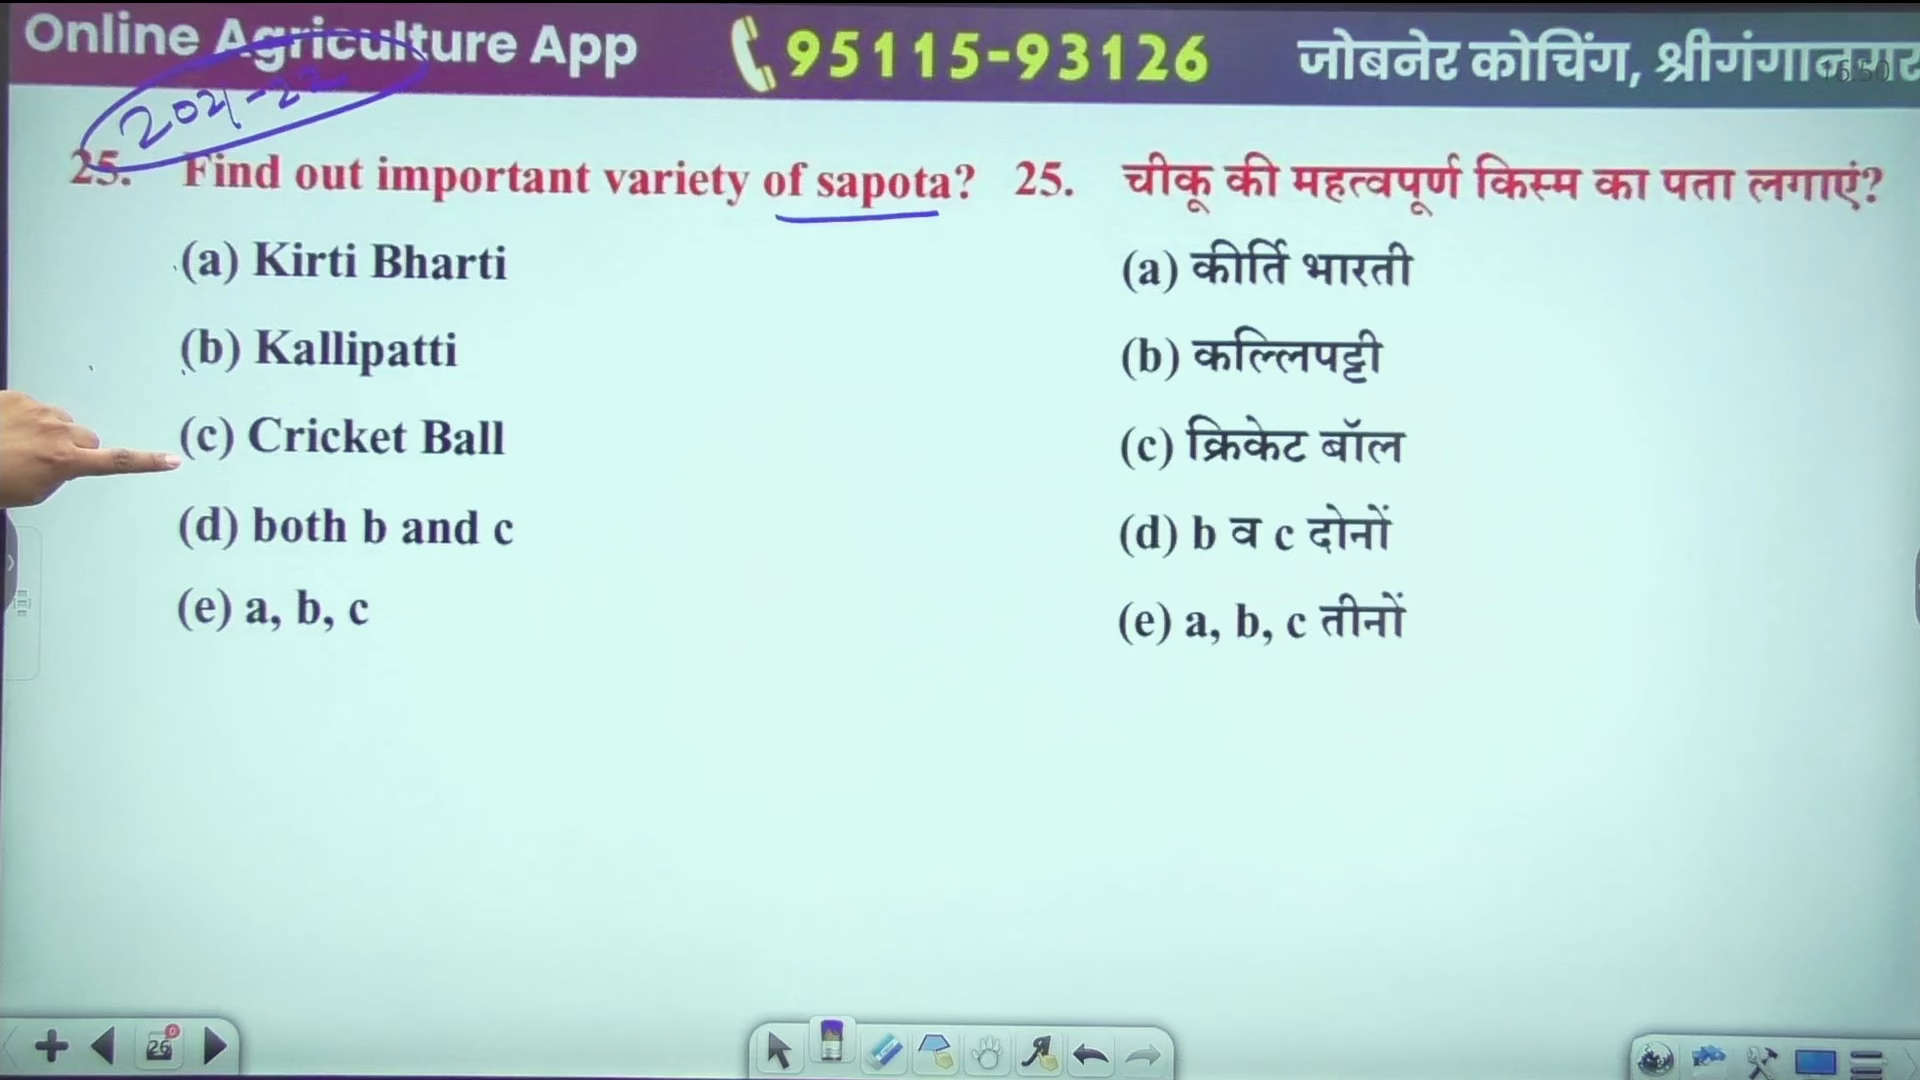 Online Agriculture App 95115-93126 जोबनेर कोचिंग, श्रीगंगानगर
2021-22
25. Find out important variety of sapota?
(a) Kirti Bharti
(b) Kallipatti
(c) Cricket Ball
(d) both b and c
(e) a, b, c
25. चीकू की महत्वपूर्ण किस्म का पता लगाएं?
(a) कीर्ति भारती
(b) कल्लिपट्टी
(c) क्रिकेट बॉल
(d) b व c दोनों
(e) a, b, c तीनों
26